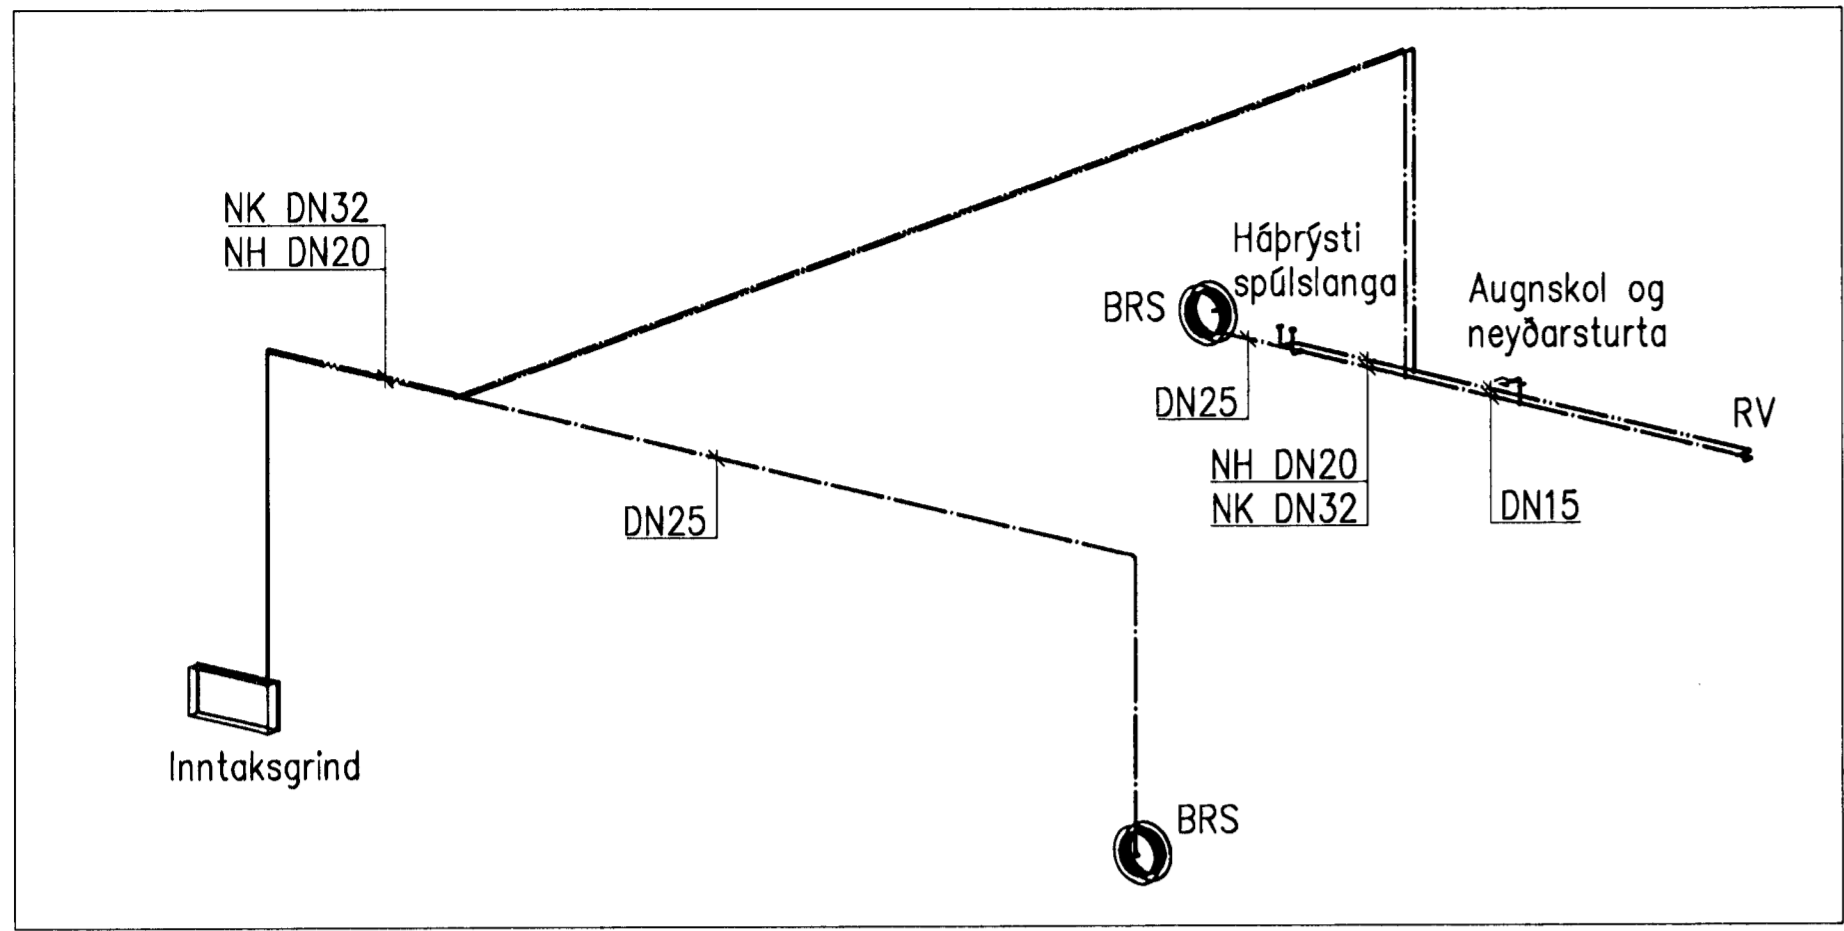 NK DN32
NH DN20
Háþrýsti
spúlslanga
BRS
Augnskol og
neyðarsturta
DN25
RV
NH DN20
NK DN32
DN15
DN25
Inntaksgrind
BRS